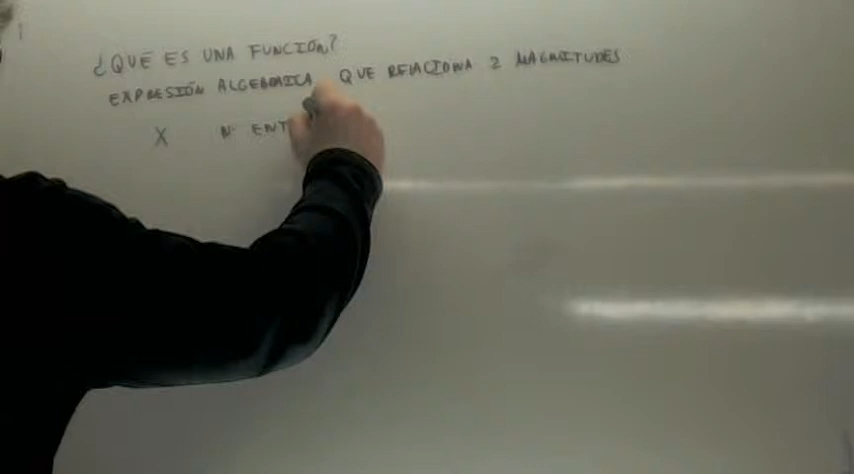 ¿QUÉ ES UNA FUNCIÓN?
EXPRESIÓN ALGEBRAICA QUE RELACIONA 2 MAGNITUDES
X Nº ENT